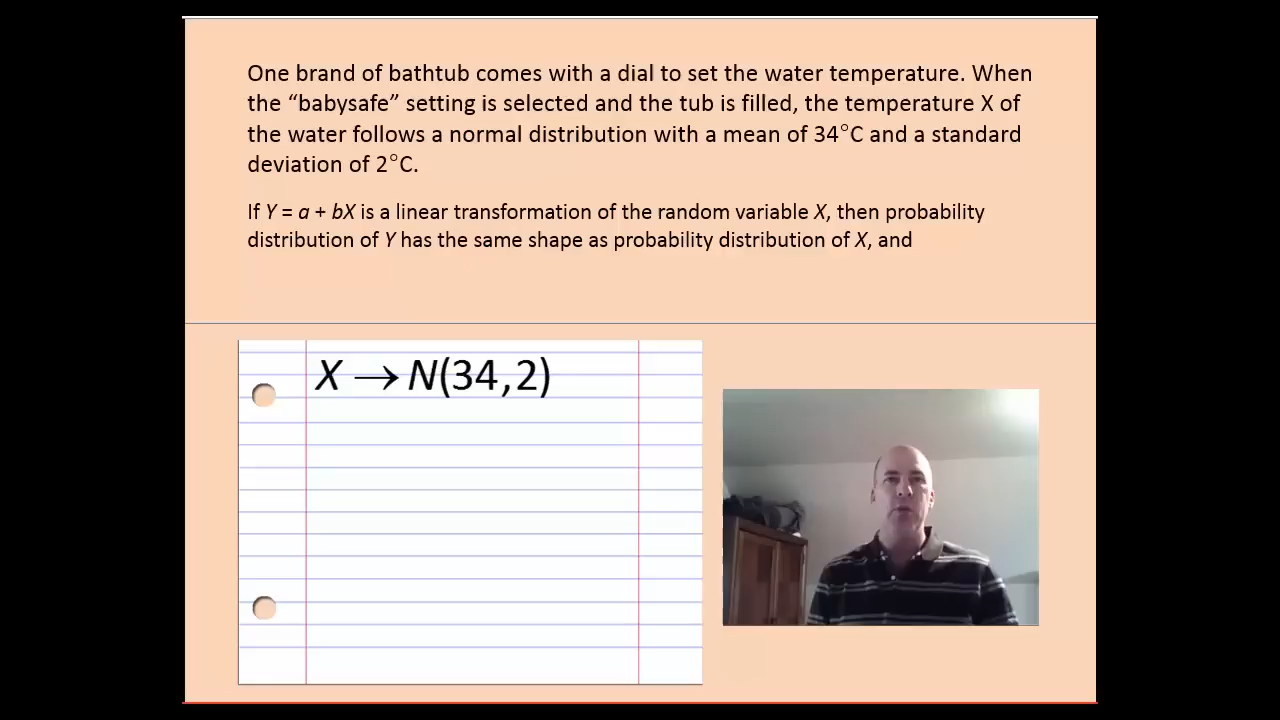 One brand of bathtub comes with a dial to set the water temperature. When
the “babysafe” setting is selected and the tub is filled, the temperature X of
the water follows a normal distribution with a mean of 34°C and a standard
deviation of 2°C.
If Y = a + bX is a linear transformation of the random variable X, then probability
distribution of Y has the same shape as probability distribution of X, and
X → N(34,2)